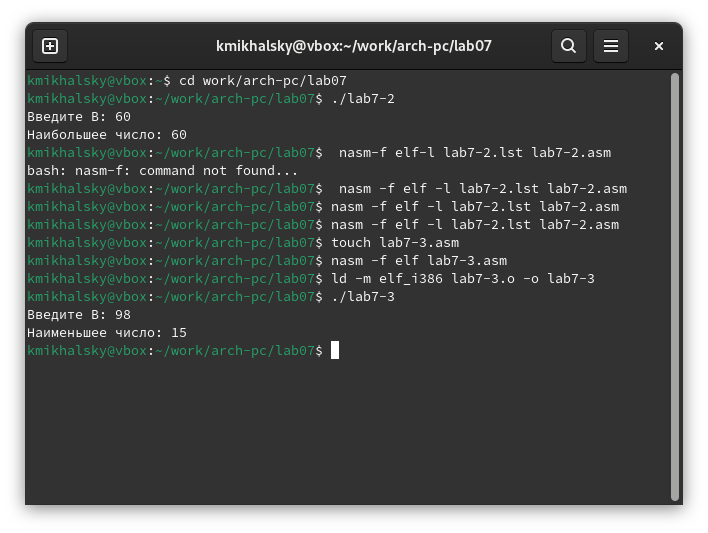 kmikhalsky@vbox:~/work/arch-pc/lab07
kmikhalsky@vbox:~$ cd work/arch-pc/lab07
kmikhalsky@vbox:~/work/arch-pc/lab07$ ./lab7-2
Введите В: 60
Наибольшее число: 60
kmikhalsky@vbox:~/work/arch-pc/lab07$  nasm-f elf-l lab7-2.lst lab7-2.asm
bash: nasm-f: command not found...
kmikhalsky@vbox:~/work/arch-pc/lab07$  nasm -f elf -l lab7-2.lst lab7-2.asm
kmikhalsky@vbox:~/work/arch-pc/lab07$ nasm -f elf -l lab7-2.lst lab7-2.asm
kmikhalsky@vbox:~/work/arch-pc/lab07$ nasm -f elf -l lab7-2.lst lab7-2.asm
kmikhalsky@vbox:~/work/arch-pc/lab07$ touch lab7-3.asm
kmikhalsky@vbox:~/work/arch-pc/lab07$ nasm -f elf lab7-3.asm
kmikhalsky@vbox:~/work/arch-pc/lab07$ ld -m elf_i386 lab7-3.o -o lab7-3
kmikhalsky@vbox:~/work/arch-pc/lab07$ ./lab7-3
Введите В: 98
Наименьшее число: 15
kmikhalsky@vbox:~/work/arch-pc/lab07$